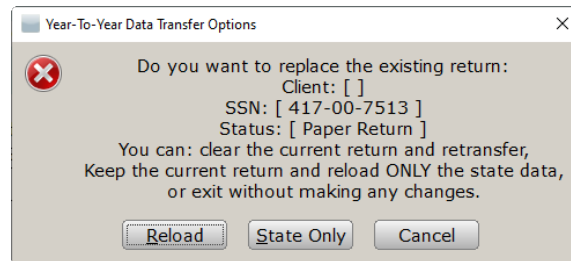 Year-To-Year Data Transfer Options
Do you want to replace the existing return:
Client: [ ]
SSN: [ 417-00-7513 ]
Status: [ Paper Return ]
You can: clear the current return and retransfer,
Keep the current return and reload ONLY the state data,
or exit without making any changes.
Reload State Only Cancel